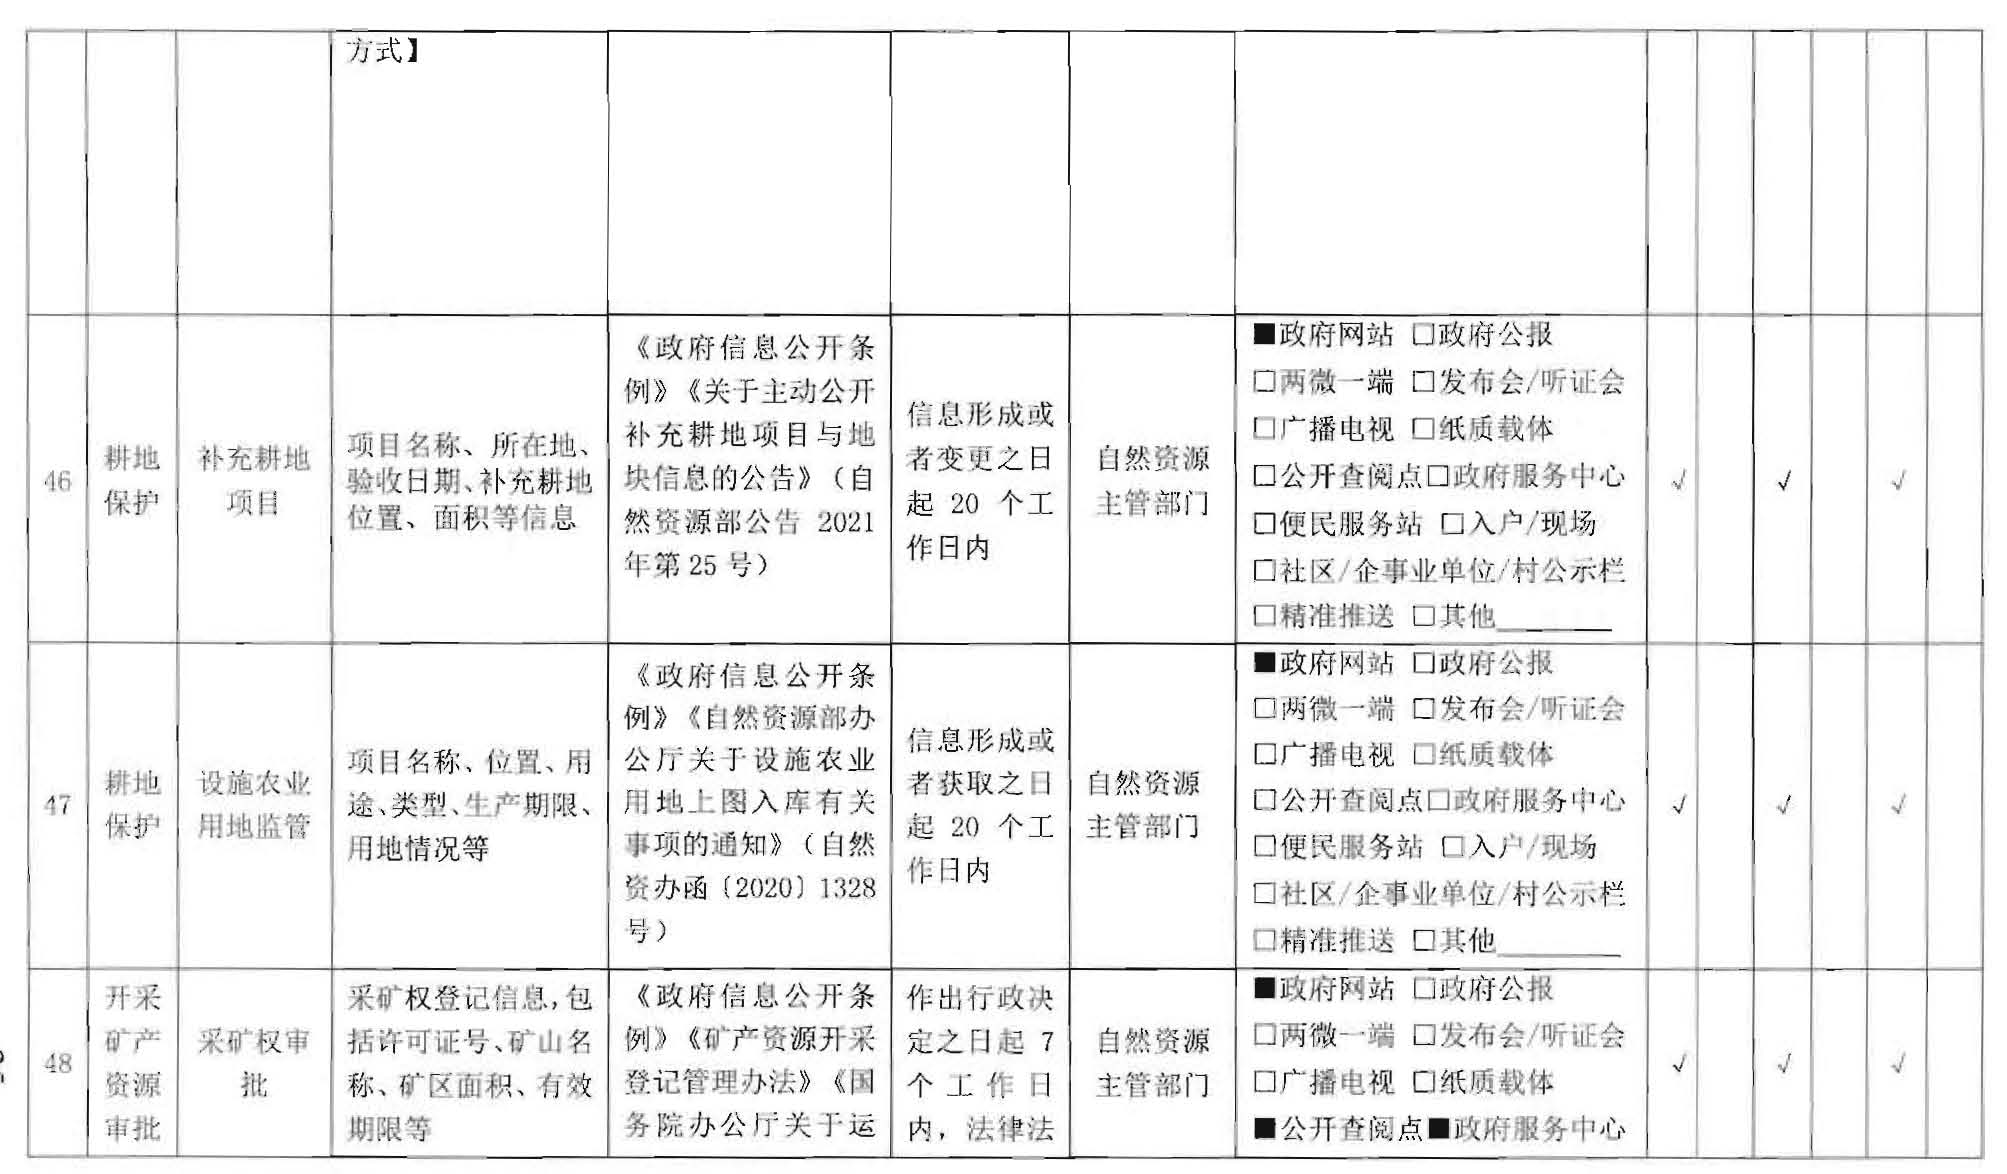 方式】
46
耕地
保护
补充耕地
项目
项目名称、所在地、
验收日期、补充耕地
位置、面积等信息
《政府信息公开条
例》《关于主动公开
补充耕地项目与地
块信息的公告》（自
然资源部公告 2021
年第 25 号）
信息形成或
者变更之日
起 20 个工
作日内
自然资源
主管部门
■政府网站 □政府公报
□两微一端 □发布会/听证会
□广播电视 □纸质载体
□公开查阅点□政府服务中心
□便民服务站 □入户/现场
□社区/企事业单位/村公示栏
□精准推送 □其他________
√
√
√
47
耕地
保护
设施农业
用地监管
项目名称、位置、用
途、类型、生产期限、
用地情况等
《政府信息公开条
例》《自然资源部办
公厅关于设施农业
用地上图入库有关
事项的通知》（自然
资办函〔2020〕1328
号）
信息形成或
者获取之日
起 20 个工
作日内
自然资源
主管部门
■政府网站 □政府公报
□两微一端 □发布会/听证会
□广播电视 □纸质载体
□公开查阅点□政府服务中心
□便民服务站 □入户/现场
□社区/企事业单位/村公示栏
□精准推送 □其他________
√
√
√
48
开采
矿产
资源
审批
采矿权审
批
采矿权登记信息,包
括许可证号、矿山名
称、矿区面积、有效
期限等
《政府信息公开条
例》《矿产资源开采
登记管理办法》《国
务院办公厅关于运
作出行政决
定之日起 7
个工作日
内，法律法
自然资源
主管部门
■政府网站 □政府公报
□两微一端 □发布会/听证会
□广播电视 □纸质载体
■公开查阅点■政府服务中心
√
√
√